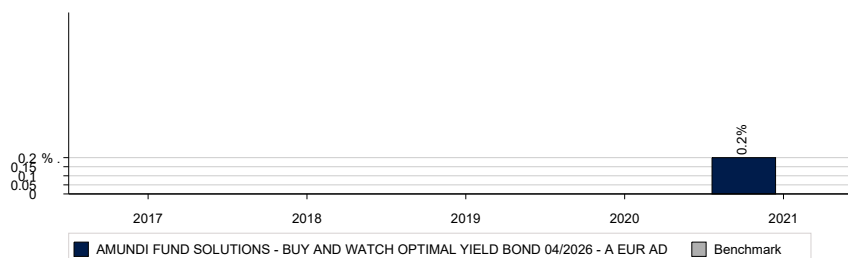 0.2%
0.2 % .
0.15
0.1
0.05
0
2017 2018 2019 2020 2021
AMUNDI FUND SOLUTIONS - BUY AND WATCH OPTIMAL YIELD BOND 04/2026 - A EUR AD Benchmark